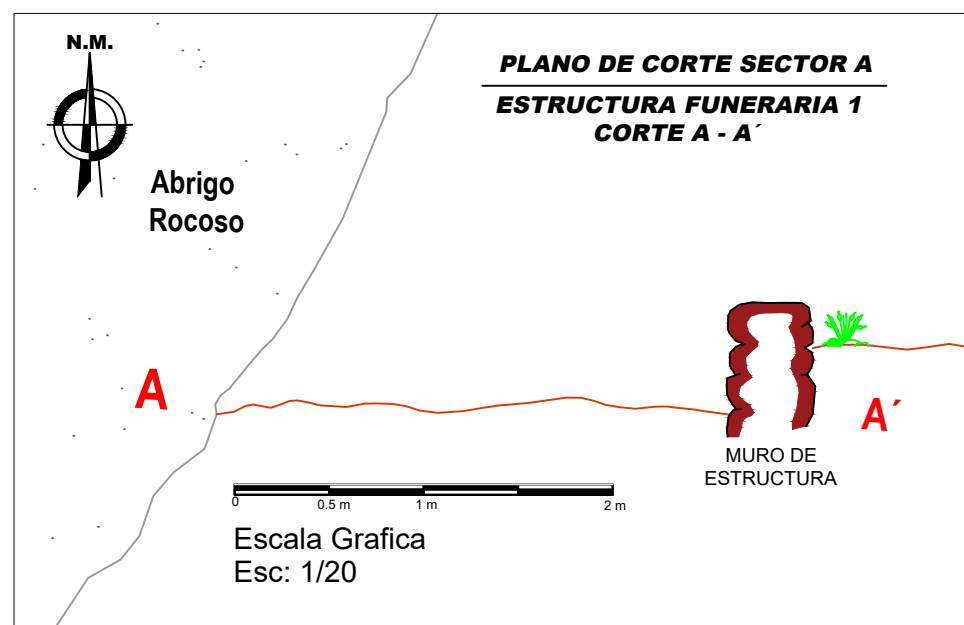 N.M.
PLANO DE CORTE SECTOR A
ESTRUCTURA FUNERARIA 1
CORTE A - A´
Abrigo
Rocoso
A
A´
MURO DE
ESTRUCTURA
0 0.5 m 1 m 2 m
Escala Grafica
Esc: 1/20